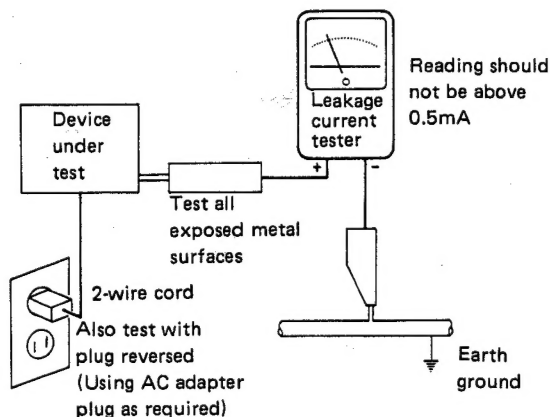 Reading should
not be above
0.5mA
Leakage
current
tester
+
-
Device
under
test
Test all
exposed metal
surfaces
2-wire cord
Also test with
plug reversed
(Using AC adapter
plug as required)
Earth
ground